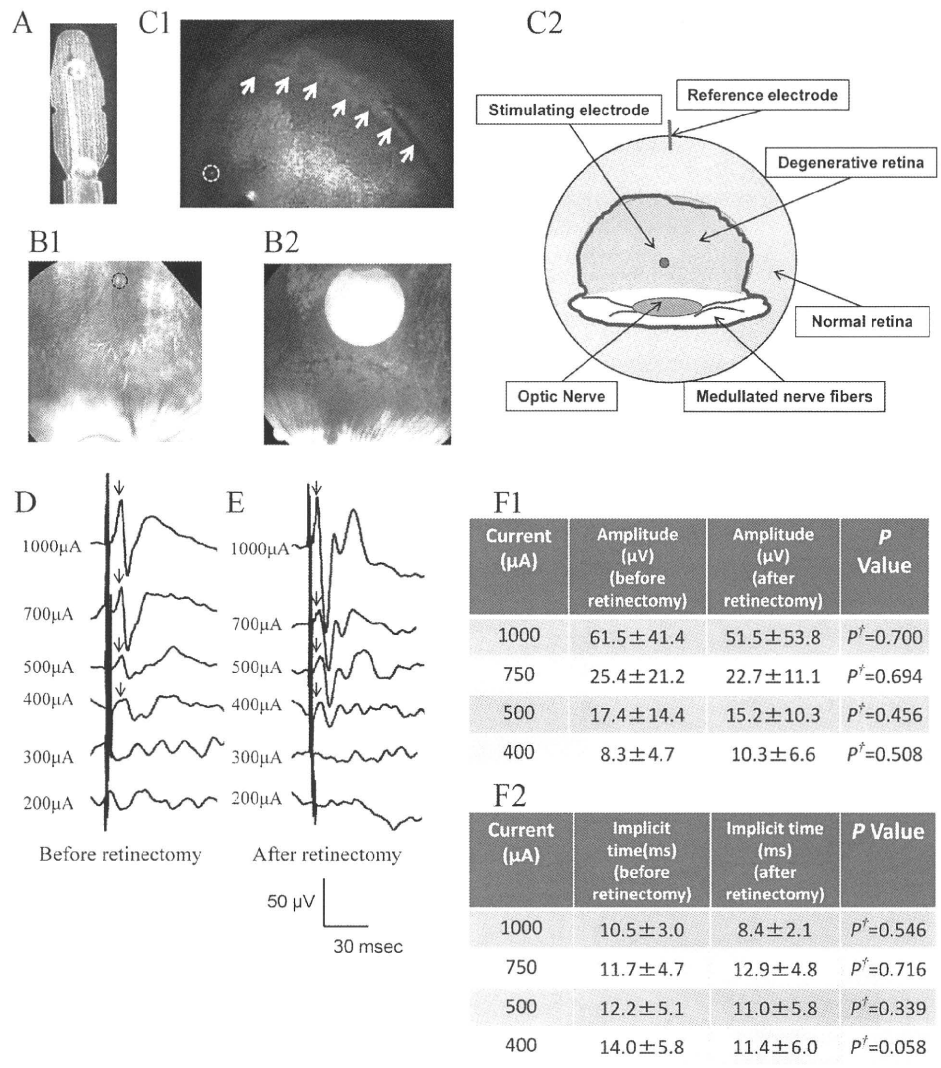 A
C1
C2
Reference electrode
Stimulating electrode
Degenerative retina
B1
B2
Normal retina
Optic Nerve
Medullated nerve fibers
D
E
1000μA
700μA
500μA
400μA
300μA
200μA
Before retinectomy
1000μA
700μA
500μA
400μA
300μA
200μA
After retinectomy
50 μV
30 msec
F1
Current (μA) Amplitude (μV) (before retinectomy) Amplitude (μV) (after retinectomy) P Value
1000 61.5±41.4 51.5±53.8 P†=0.700
750 25.4±21.2 22.7±11.1 P†=0.694
500 17.4±14.4 15.2±10.3 P†=0.456
400 8.3±4.7 10.3±6.6 P†=0.508
F2
Current (μA) Implicit time(ms) (before retinectomy) Implicit time (ms) (after retinectomy) P Value
1000 10.5±3.0 8.4±2.1 P†=0.546
750 11.7±4.7 12.9±4.8 P†=0.716
500 12.2±5.1 11.0±5.8 P†=0.339
400 14.0±5.8 11.4±6.0 P†=0.058